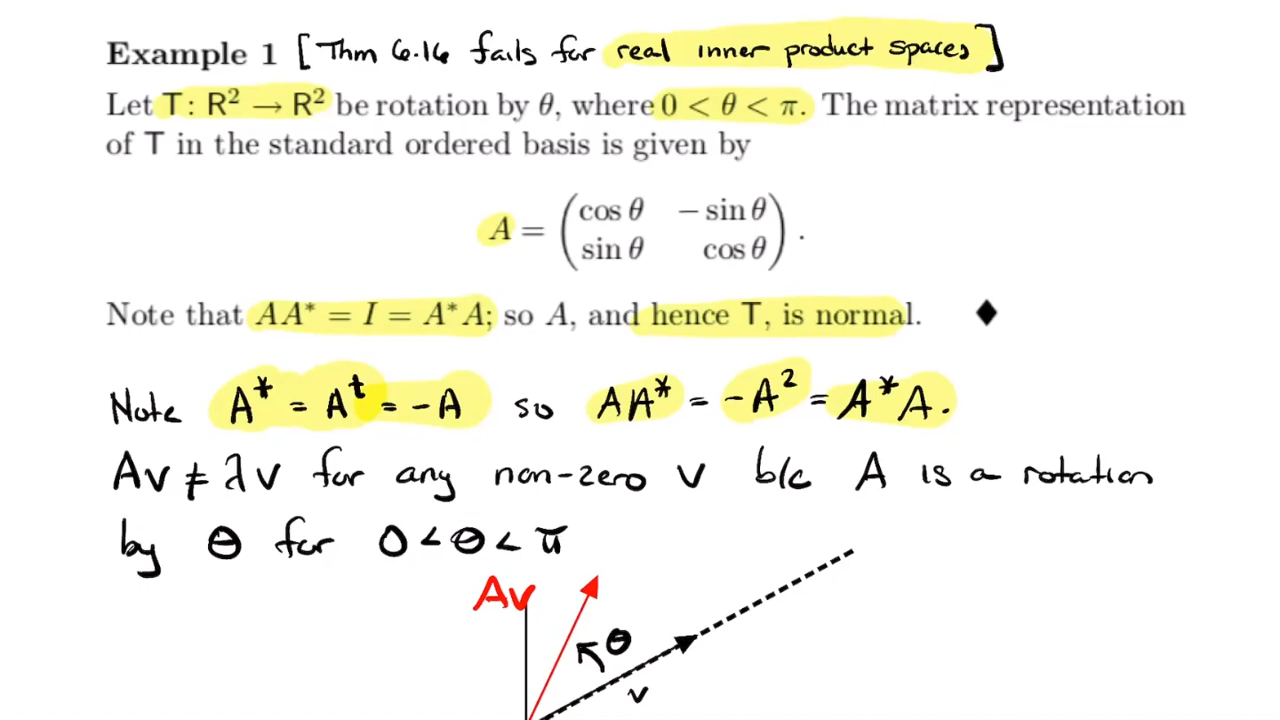 Example 1 [Thm 6.16 fails for real inner product spaces]
Let T: R² → R² be rotation by θ, where 0 < θ < π. The matrix representation
of T in the standard ordered basis is given by
A = ( cos θ − sin θ
sin θ cos θ ) .
Note that AA* = I = A*A; so A, and hence T, is normal. ♦
Note A* = Aᵗ = -A so AA* = -A² = A*A.
Av ≠ λv for any non-zero v b/c A is a rotation
by θ for 0 < θ < π
Av
θ
v